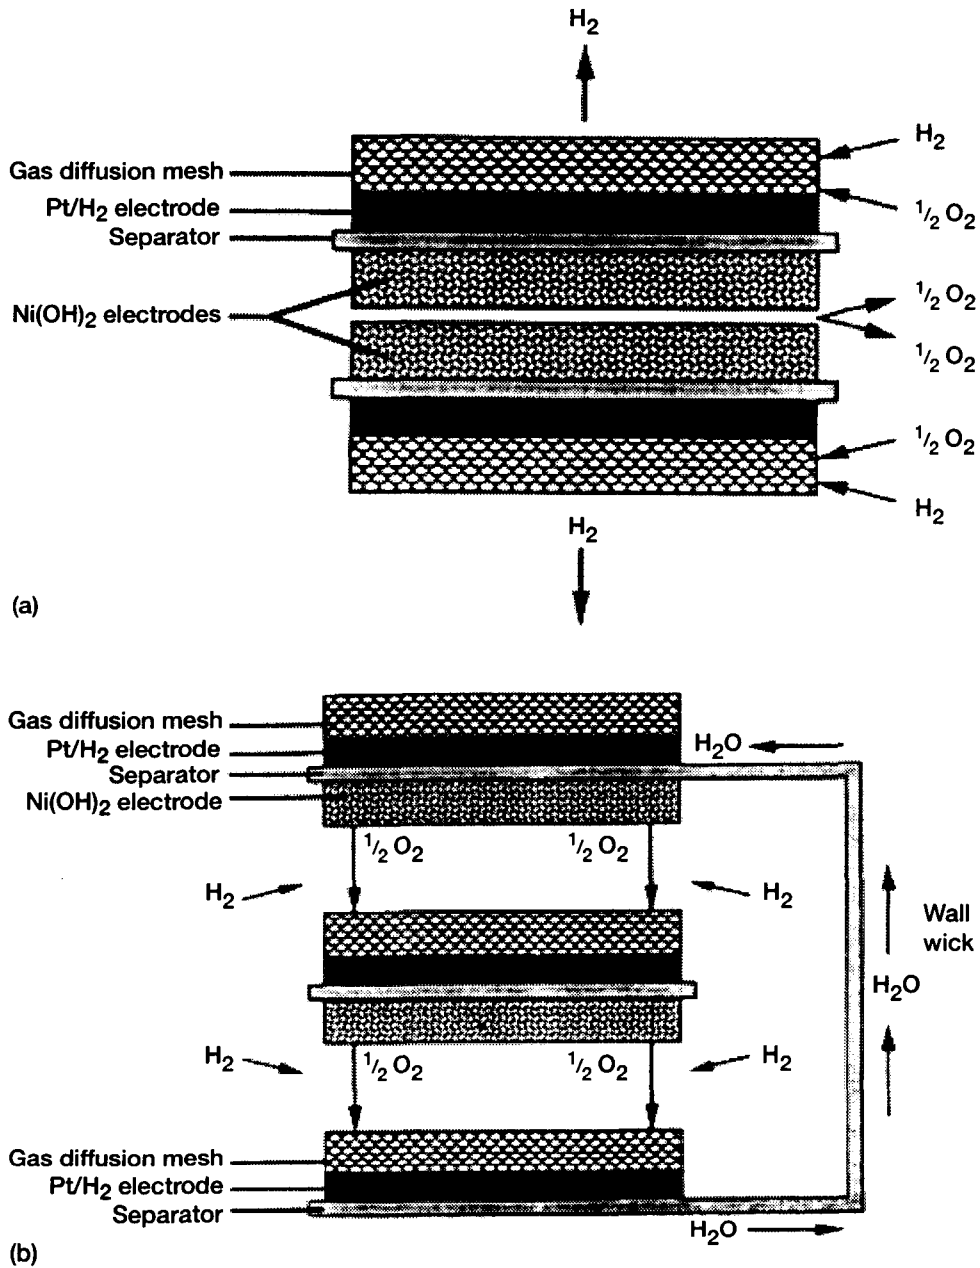 H₂
Gas diffusion mesh
H₂
Pt/H₂ electrode
½ O₂
Separator
½ O₂
Ni(OH)₂ electrodes
½ O₂
½ O₂
H₂
H₂
(a)
Gas diffusion mesh
Pt/H₂ electrode
H₂O
Separator
Ni(OH)₂ electrode
½ O₂
½ O₂
H₂
H₂
Wall
wick
H₂O
H₂
½ O₂
½ O₂
H₂
Gas diffusion mesh
Pt/H₂ electrode
Separator
H₂O
(b)